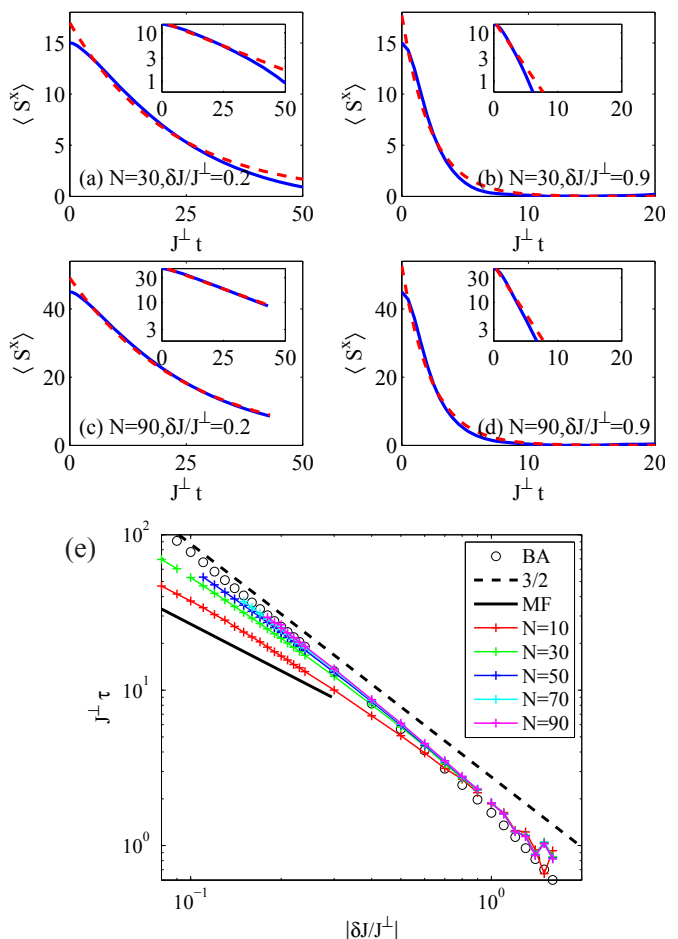 15
10
5
0
⟨ S^x ⟩
10
3
1
0 25 50
(a) N=30,δJ/J^⊥=0.2
0 25 50
J^⊥ t
15
10
5
0
⟨ S^x ⟩
10
3
1
0 10 20
(b) N=30,δJ/J^⊥=0.9
0 10 20
J^⊥ t
40
20
0
⟨ S^x ⟩
30
10
3
0 25 50
(c) N=90,δJ/J^⊥=0.2
0 25 50
J^⊥ t
40
20
0
⟨ S^x ⟩
30
10
3
0 10 20
(d) N=90,δJ/J^⊥=0.9
0 10 20
J^⊥ t
(e)
10^2
10^1
10^0
J^⊥ τ
BA
3/2
MF
N=10
N=30
N=50
N=70
N=90
10^−1 10^0
|δJ/J^⊥|